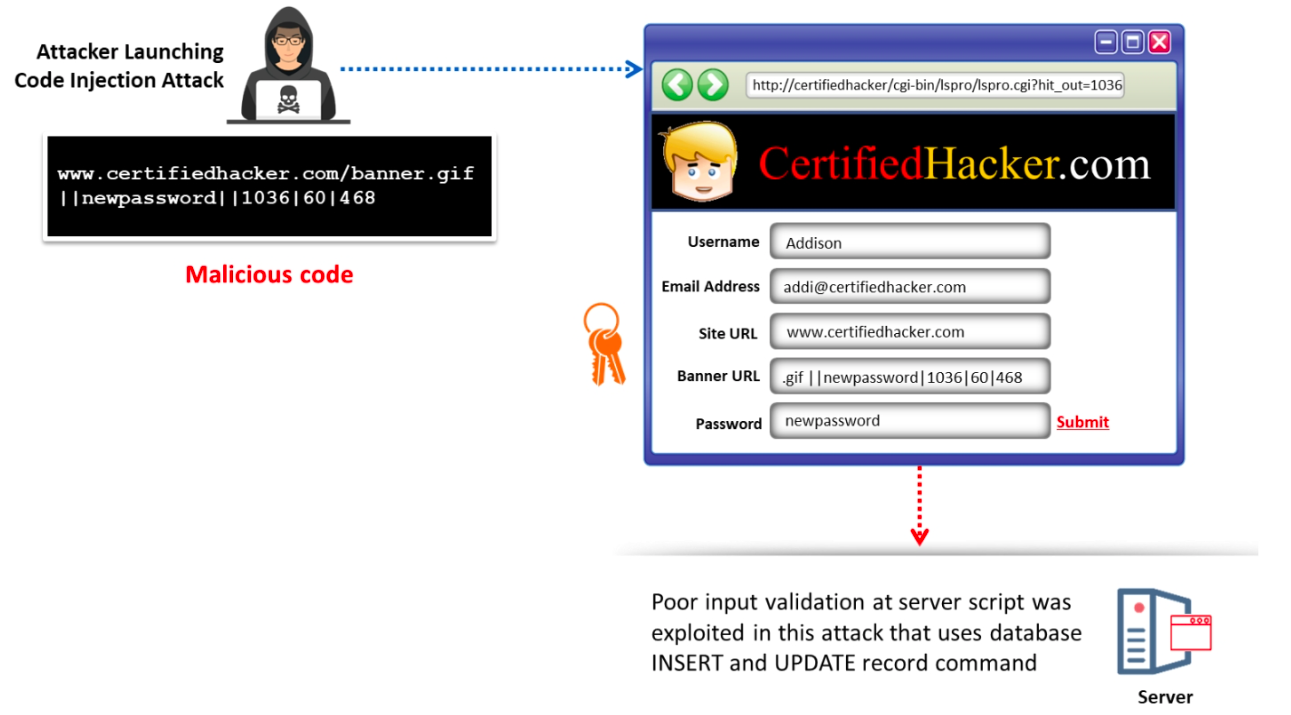 Attacker Launching
Code Injection Attack
www.certifiedhacker.com/banner.gif
||newpassword||1036|60|468
Malicious code
http://certifiedhacker/cgi-bin/lspro/lspro.cgi?hit_out=1036
CertifiedHacker.com
Username Addison
Email Address addi@certifiedhacker.com
Site URL www.certifiedhacker.com
Banner URL .gif ||newpassword|1036|60|468
Password newpassword Submit
Poor input validation at server script was
exploited in this attack that uses database
INSERT and UPDATE record command
Server